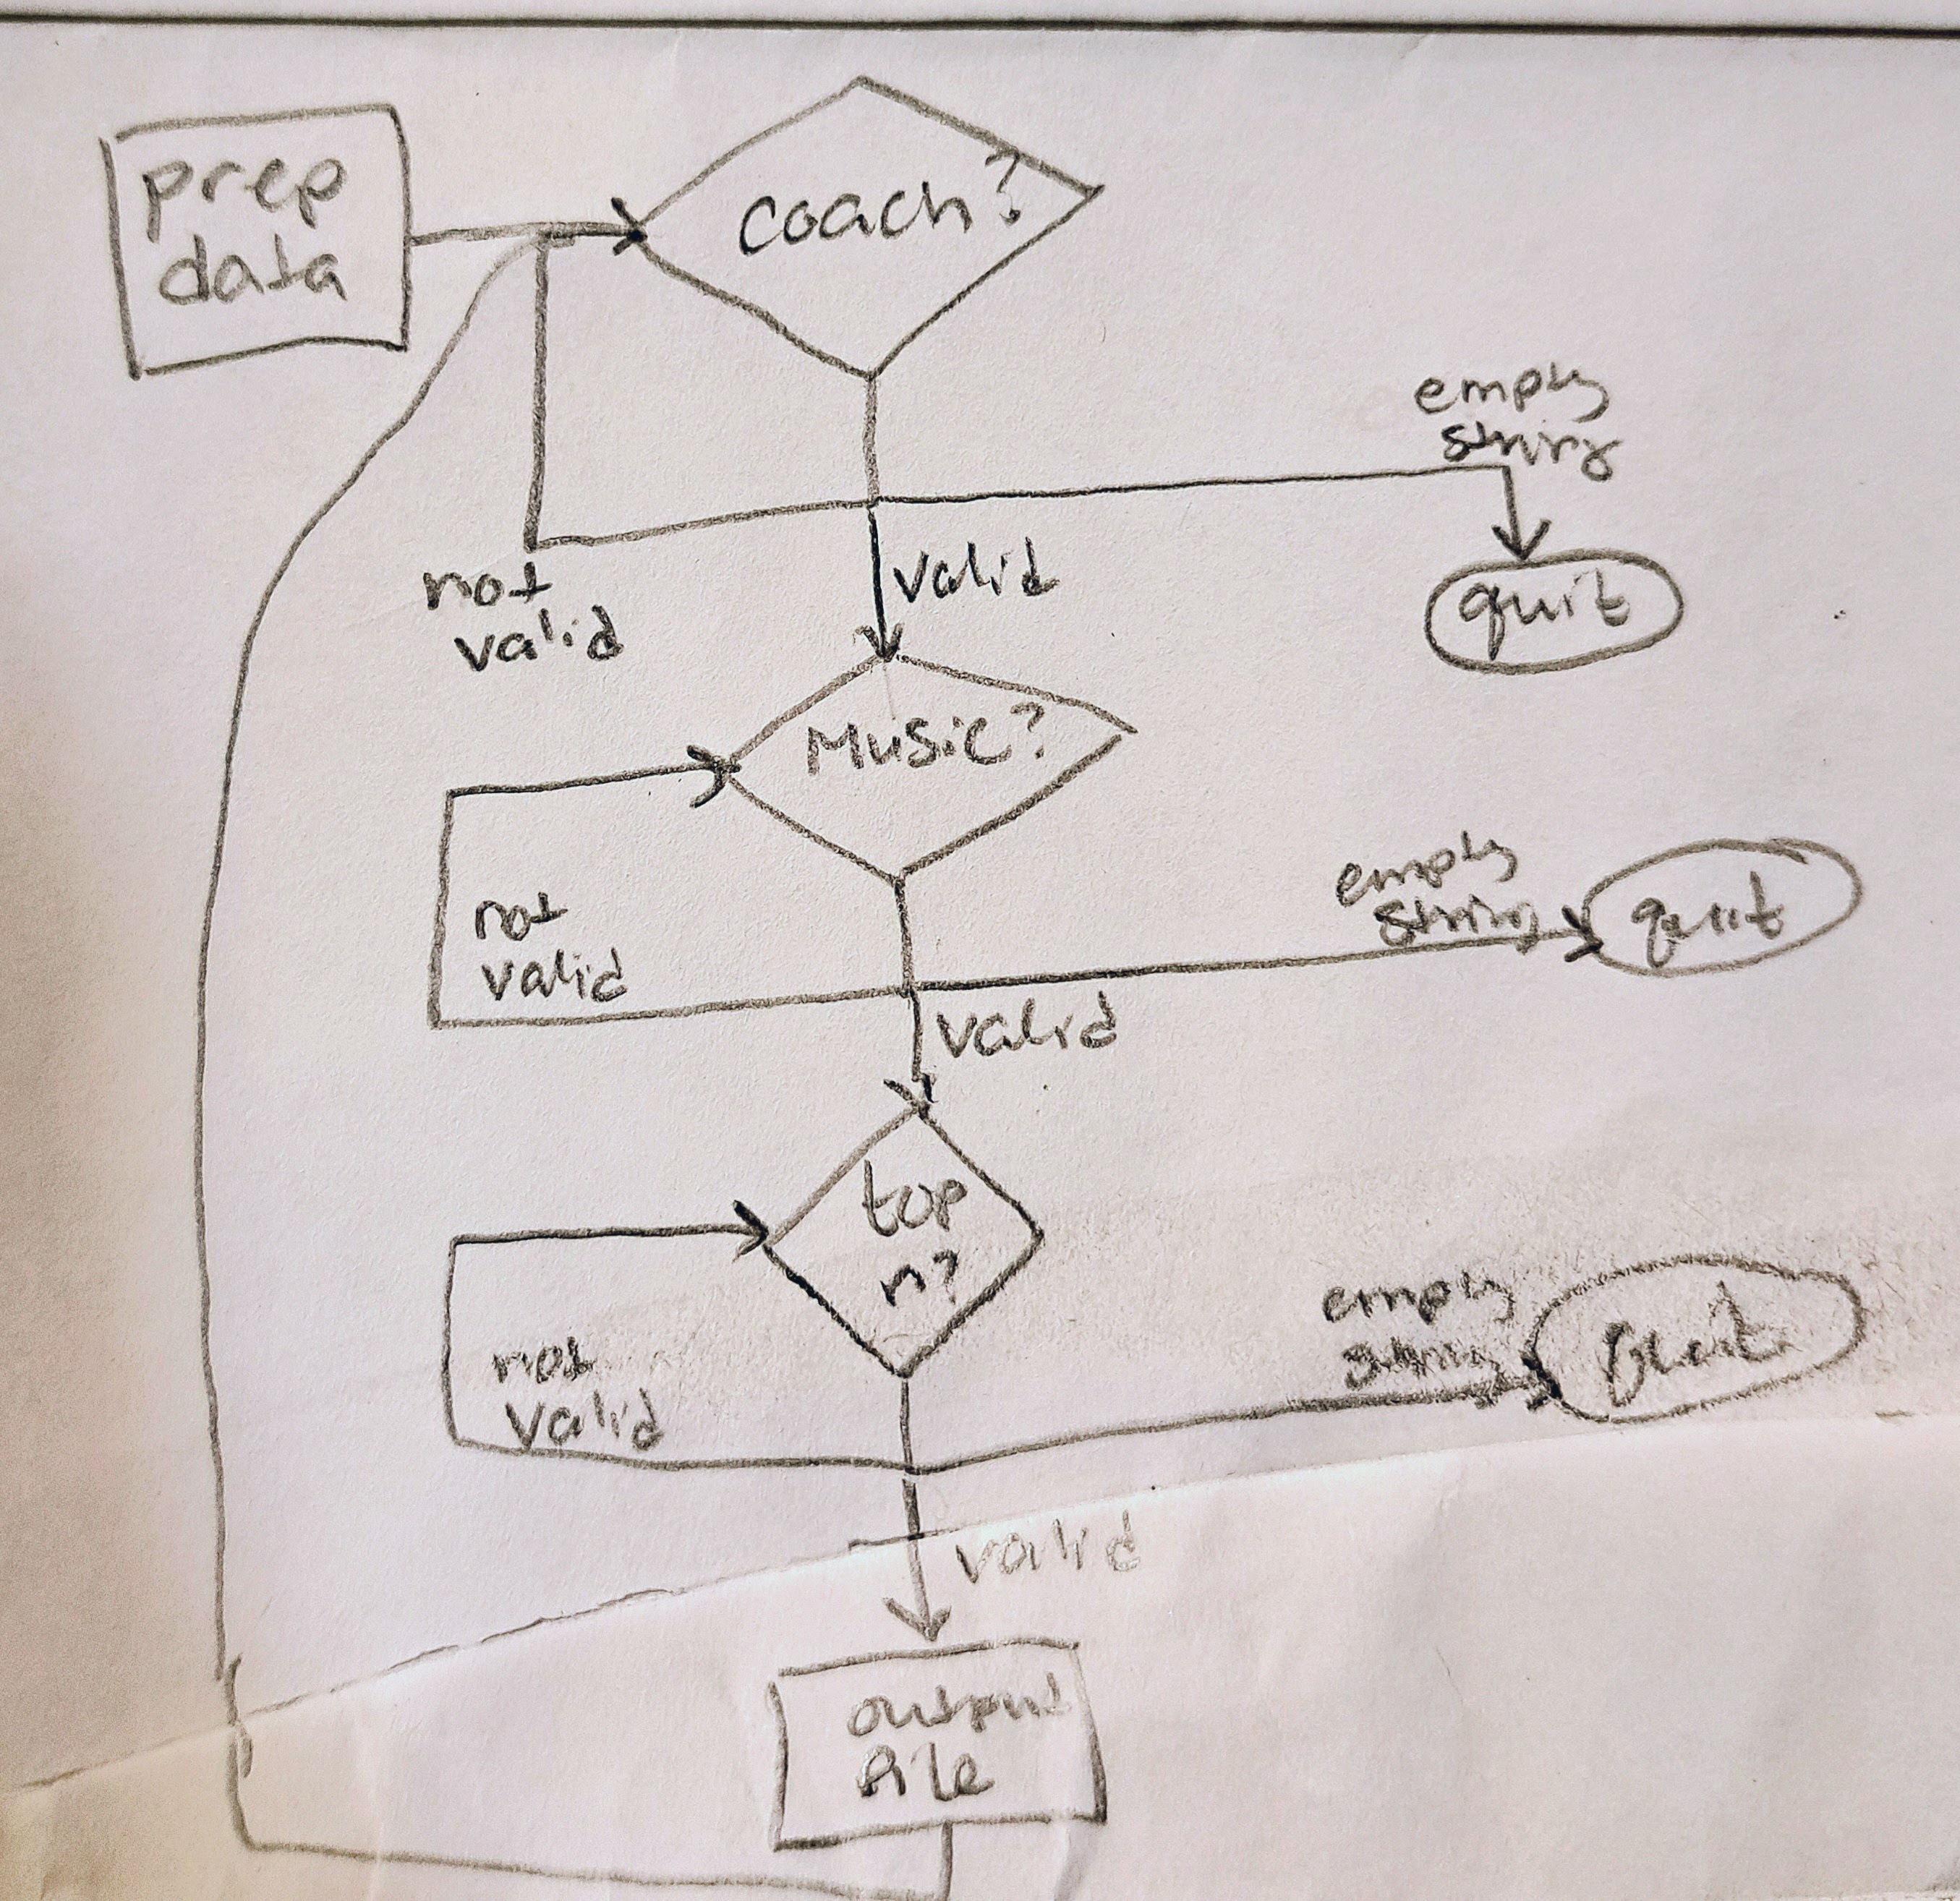 prep
data
coach?
empty
string
quit
valid
not
valid
Music?
empty
string
quit
not
valid
valid
top
n?
empty
string
quit
not
valid
valid
output
file